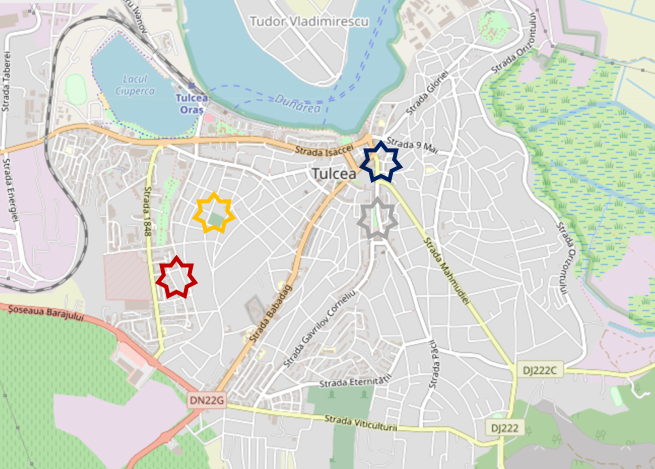 Tudor Vladimirescu
Strada Orizontului
Strada Taberei
Lacul
Ciuperca
Tulcea
Oraș
Dunărea
Strada Gloriei
Strada Isaccei
Strada 9 Mai
Tulcea
Strada Energiei
Strada 1848
Strada Mahmudiei
Strada Orizontului
Șoseaua Barajului
Strada Babadag
Strada Gavrilov Corneliu
Strada Păcii
DJ222C
Strada Eternității
DN22G
Strada Viticulturii
DJ222